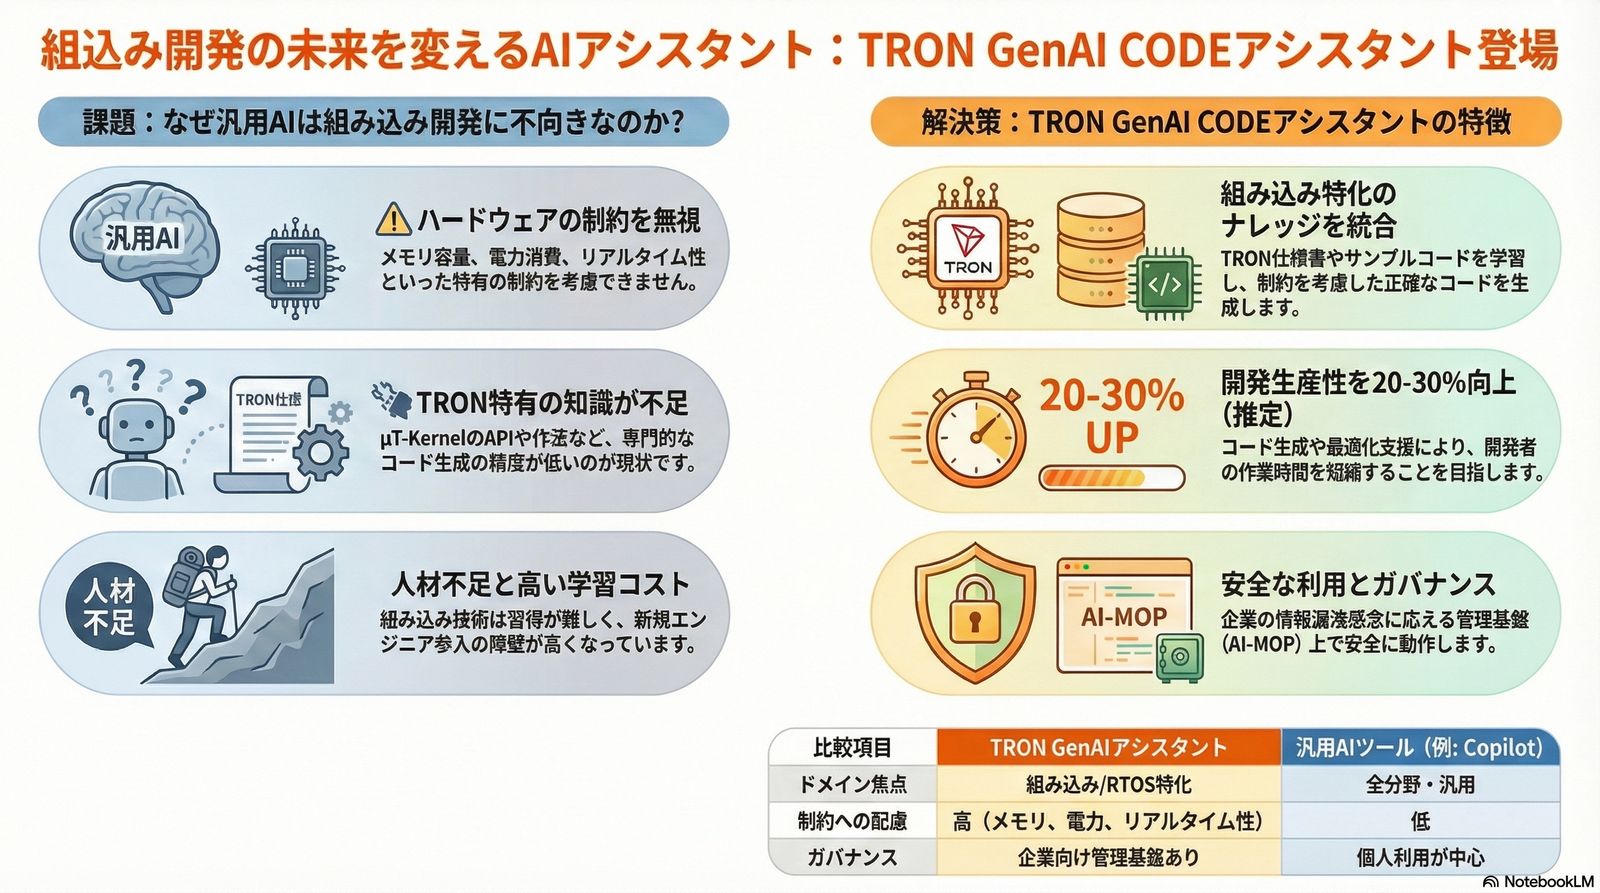 組込み開発の未来を変えるAIアシスタント：TRON GenAI CODEアシスタント登場
課題：なぜ汎用AIは組み込み開発に不向きなのか?
汎用AI
ハードウェアの制約を無視
メモリ容量、電力消費、リアルタイム性
といった特有の制約を考慮できません。
? ? ? ?
TRON仕
TRON特有の知識が不足
μT-KernelのAPIや作法など、専門的な
コード生成の精度が低いのが現状です。
人材
不足
人材不足と高い学習コスト
組み込み技術は習得が難しく、新規エン
ジニア参入の障壁が高くなっています。
解決策：TRON GenAI CODEアシスタントの特徴
TRON
</>
組み込み特化の
ナレッジを統合
TRON仕様書やサンプルコードを学習
し、制約を考慮した正確なコードを生
成します。
20-30%
UP
開発生産性を20-30%向上
（推定）
コード生成や最適化支援により、開発者
の作業時間を短縮することを目指します。
AI-MOP
安全な利用とガバナンス
企業の情報漏洩懸念に応える管理基盤
（AI-MOP）上で安全に動作します。
比較項目 TRON GenAIアシスタント 汎用AIツール（例: Copilot）
ドメイン焦点 組み込み/RTOS特化 全分野・汎用
制約への配慮 高（メモリ、電力、リアルタイム性） 低
ガバナンス 企業向け管理基盤あり 個人利用が中心
NotebookLM